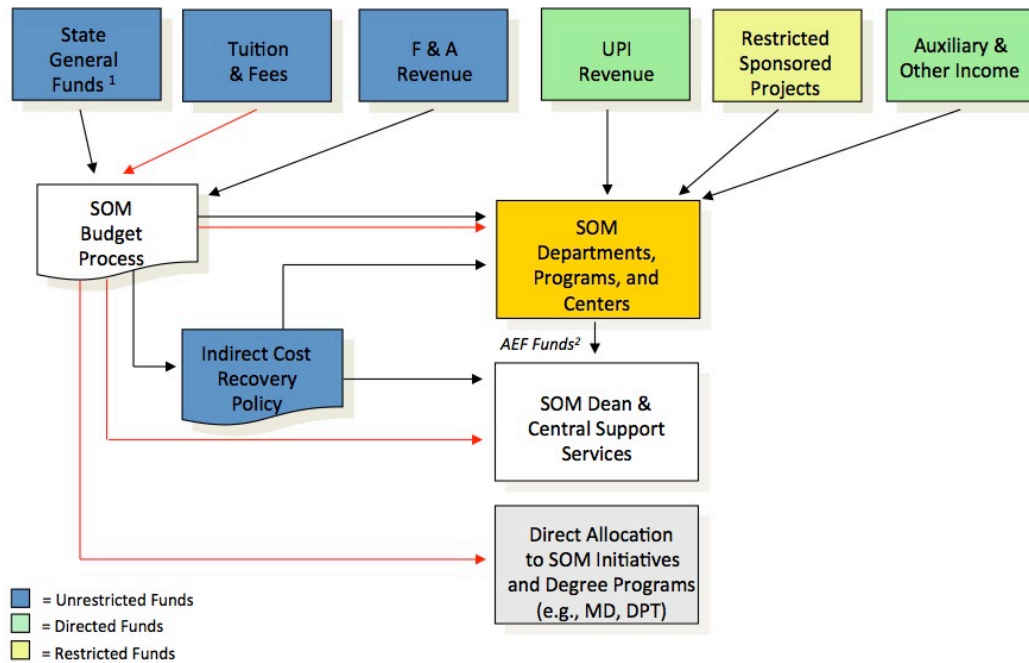 State
General
Funds ¹
Tuition
& Fees
F & A
Revenue
UPI
Revenue
Restricted
Sponsored
Projects
Auxiliary &
Other Income
SOM
Budget
Process
SOM
Departments,
Programs, and
Centers
Indirect Cost
Recovery
Policy
AEF Funds²
SOM Dean &
Central Support
Services
Direct Allocation
to SOM Initiatives
and Degree Programs
(e.g., MD, DPT)
= Unrestricted Funds
= Directed Funds
= Restricted Funds